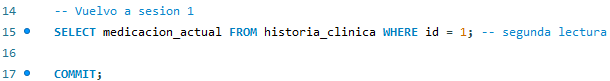 14 -- Vuelvo a sesion 1
15 SELECT medicacion_actual FROM historia_clinica WHERE id = 1; -- segunda lectura
16
17 COMMIT;